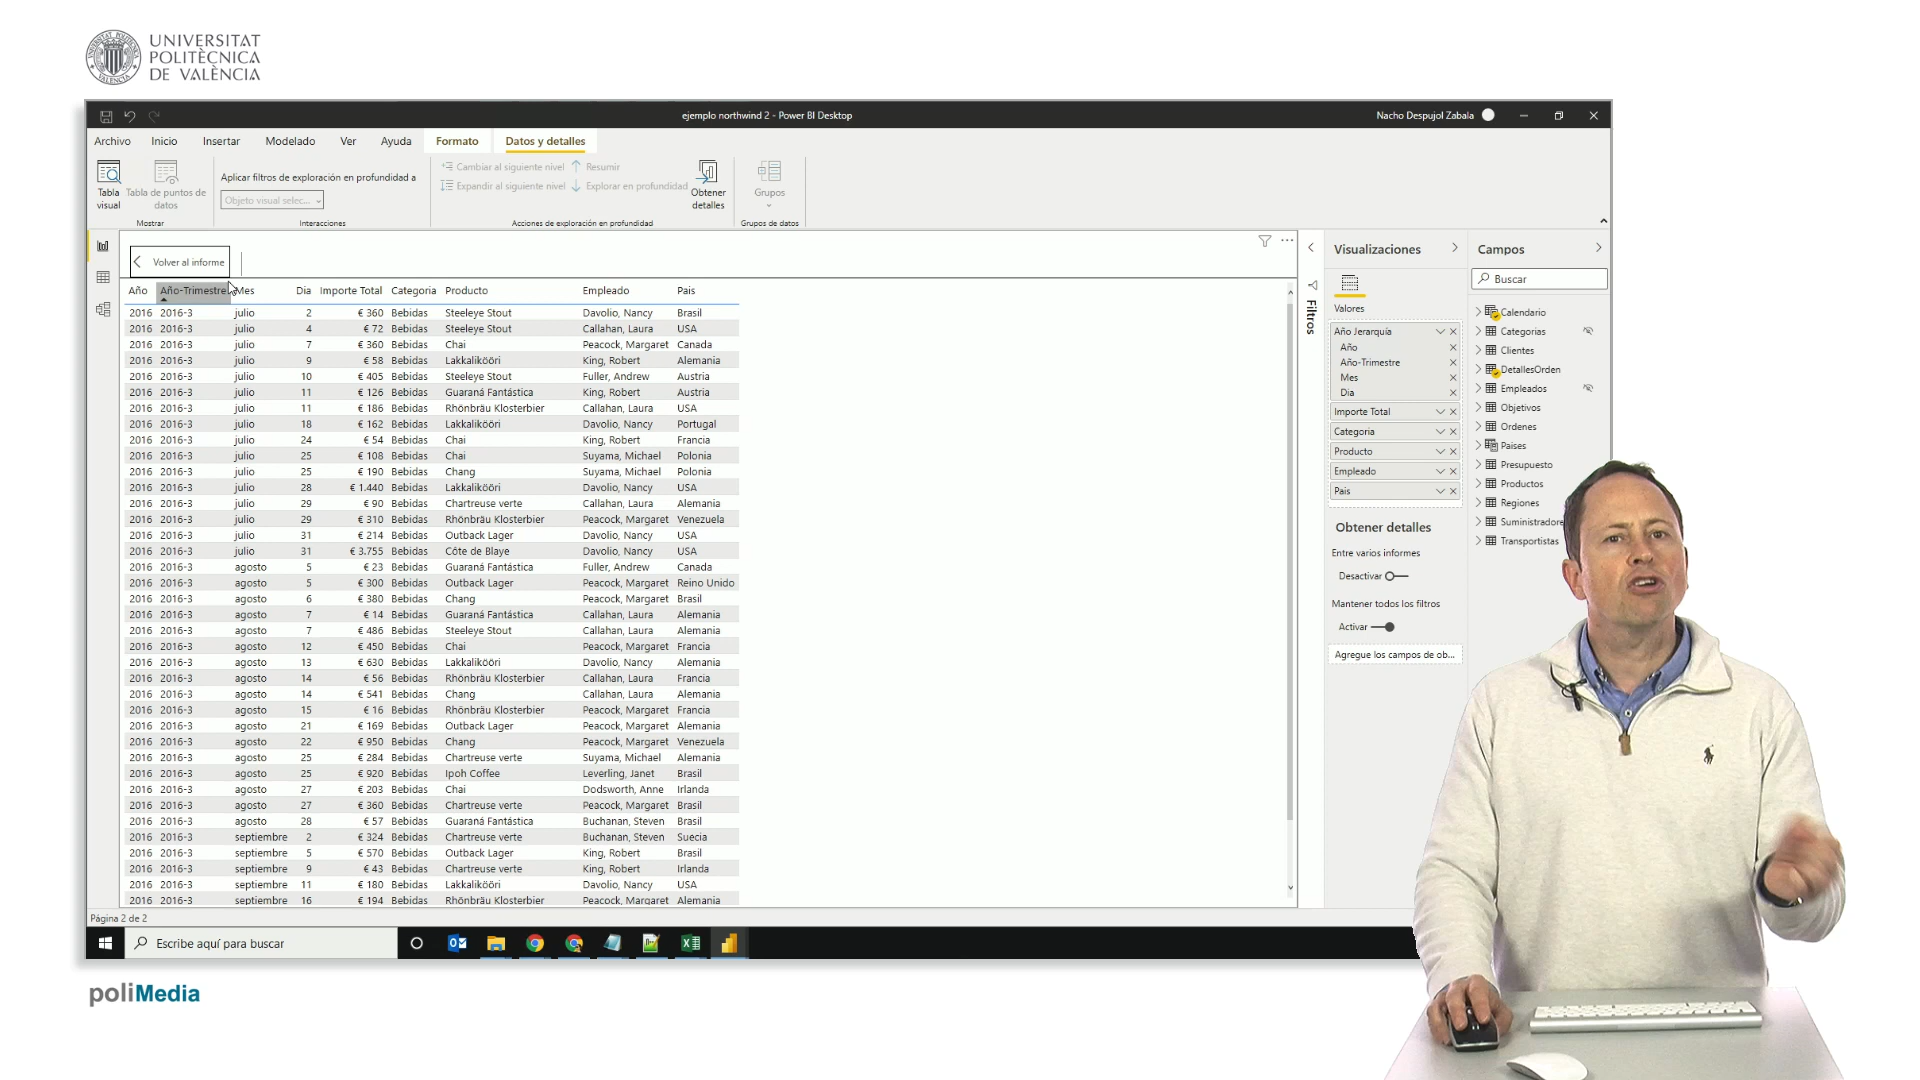 UNIVERSITAT
POLITÈCNICA
DE VALÈNCIA
ejemplo northwind 2 - Power BI Desktop
Nacho Despujol Zabala
Archivo Inicio Insertar Modelado Ver Ayuda Formato Datos y detalles
Tabla visual
Tabla de puntos de datos
Mostrar
Aplicar filtros de exploración en profundidad a
Objeto visual selec...
Interacciones
Cambiar al siguiente nivel Resumir
Expandir al siguiente nivel Explorar en profundidad
Acciones de exploración en profundidad
Obtener detalles
Grupos
Grupos de datos
Volver al informe
Año Año-Trimestre Mes Dia Importe Total Categoria Producto Empleado Pais
2016 2016-3 julio 2 € 360 Bebidas Steeleye Stout Davolio, Nancy Brasil
2016 2016-3 julio 4 € 72 Bebidas Steeleye Stout Callahan, Laura USA
2016 2016-3 julio 7 € 360 Bebidas Chai Peacock, Margaret Canada
2016 2016-3 julio 9 € 58 Bebidas Lakkalikööri King, Robert Alemania
2016 2016-3 julio 10 € 405 Bebidas Steeleye Stout Fuller, Andrew Austria
2016 2016-3 julio 11 € 126 Bebidas Guaraná Fantástica King, Robert Austria
2016 2016-3 julio 11 € 186 Bebidas Rhönbräu Klosterbier Callahan, Laura USA
2016 2016-3 julio 18 € 162 Bebidas Lakkalikööri Davolio, Nancy Portugal
2016 2016-3 julio 24 € 54 Bebidas Chai King, Robert Francia
2016 2016-3 julio 25 € 108 Bebidas Chai Suyama, Michael Polonia
2016 2016-3 julio 25 € 190 Bebidas Chang Suyama, Michael Polonia
2016 2016-3 julio 28 € 1.440 Bebidas Lakkalikööri Davolio, Nancy USA
2016 2016-3 julio 29 € 90 Bebidas Chartreuse verte Callahan, Laura Alemania
2016 2016-3 julio 29 € 310 Bebidas Rhönbräu Klosterbier Peacock, Margaret Venezuela
2016 2016-3 julio 31 € 214 Bebidas Outback Lager Davolio, Nancy USA
2016 2016-3 julio 31 € 3.755 Bebidas Côte de Blaye Davolio, Nancy USA
2016 2016-3 agosto 5 € 23 Bebidas Guaraná Fantástica Fuller, Andrew Canada
2016 2016-3 agosto 5 € 300 Bebidas Outback Lager Peacock, Margaret Reino Unido
2016 2016-3 agosto 6 € 380 Bebidas Chang Peacock, Margaret Brasil
2016 2016-3 agosto 7 € 14 Bebidas Guaraná Fantástica Callahan, Laura Alemania
2016 2016-3 agosto 7 € 486 Bebidas Steeleye Stout Callahan, Laura Alemania
2016 2016-3 agosto 12 € 450 Bebidas Chai Peacock, Margaret Francia
2016 2016-3 agosto 13 € 630 Bebidas Lakkalikööri Davolio, Nancy Alemania
2016 2016-3 agosto 14 € 56 Bebidas Rhönbräu Klosterbier Callahan, Laura Francia
2016 2016-3 agosto 14 € 541 Bebidas Chang Callahan, Laura Alemania
2016 2016-3 agosto 15 € 16 Bebidas Rhönbräu Klosterbier Peacock, Margaret Francia
2016 2016-3 agosto 21 € 169 Bebidas Outback Lager Peacock, Margaret Alemania
2016 2016-3 agosto 22 € 950 Bebidas Chang Peacock, Margaret Venezuela
2016 2016-3 agosto 25 € 284 Bebidas Chartreuse verte Suyama, Michael Alemania
2016 2016-3 agosto 25 € 920 Bebidas Ipoh Coffee Leverling, Janet Brasil
2016 2016-3 agosto 27 € 203 Bebidas Chai Dodsworth, Anne Irlanda
2016 2016-3 agosto 27 € 360 Bebidas Chartreuse verte Peacock, Margaret Brasil
2016 2016-3 agosto 28 € 57 Bebidas Guaraná Fantástica Buchanan, Steven Brasil
2016 2016-3 septiembre 2 € 324 Bebidas Chartreuse verte Buchanan, Steven Suecia
2016 2016-3 septiembre 5 € 570 Bebidas Outback Lager King, Robert Brasil
2016 2016-3 septiembre 9 € 43 Bebidas Chartreuse verte King, Robert Irlanda
2016 2016-3 septiembre 11 € 180 Bebidas Lakkalikööri Davolio, Nancy USA
2016 2016-3 septiembre 16 € 194 Bebidas Rhönbräu Klosterbier Peacock, Margaret Alemania
Filtros
Visualizaciones
Valores
Año Jerarquía
Año
Año-Trimestre
Mes
Dia
Importe Total
Categoria
Producto
Empleado
Pais
Obtener detalles
Entre varios informes
Desactivar
Mantener todos los filtros
Activar
Agregue los campos de ob...
Campos
Buscar
Calendario
Categorias
Clientes
DetallesOrden
Empleados
Objetivos
Ordenes
Paises
Presupuesto
Productos
Regiones
Suministradore
Transportistas
Página 2 de 2
Escribe aquí para buscar
poliMedia